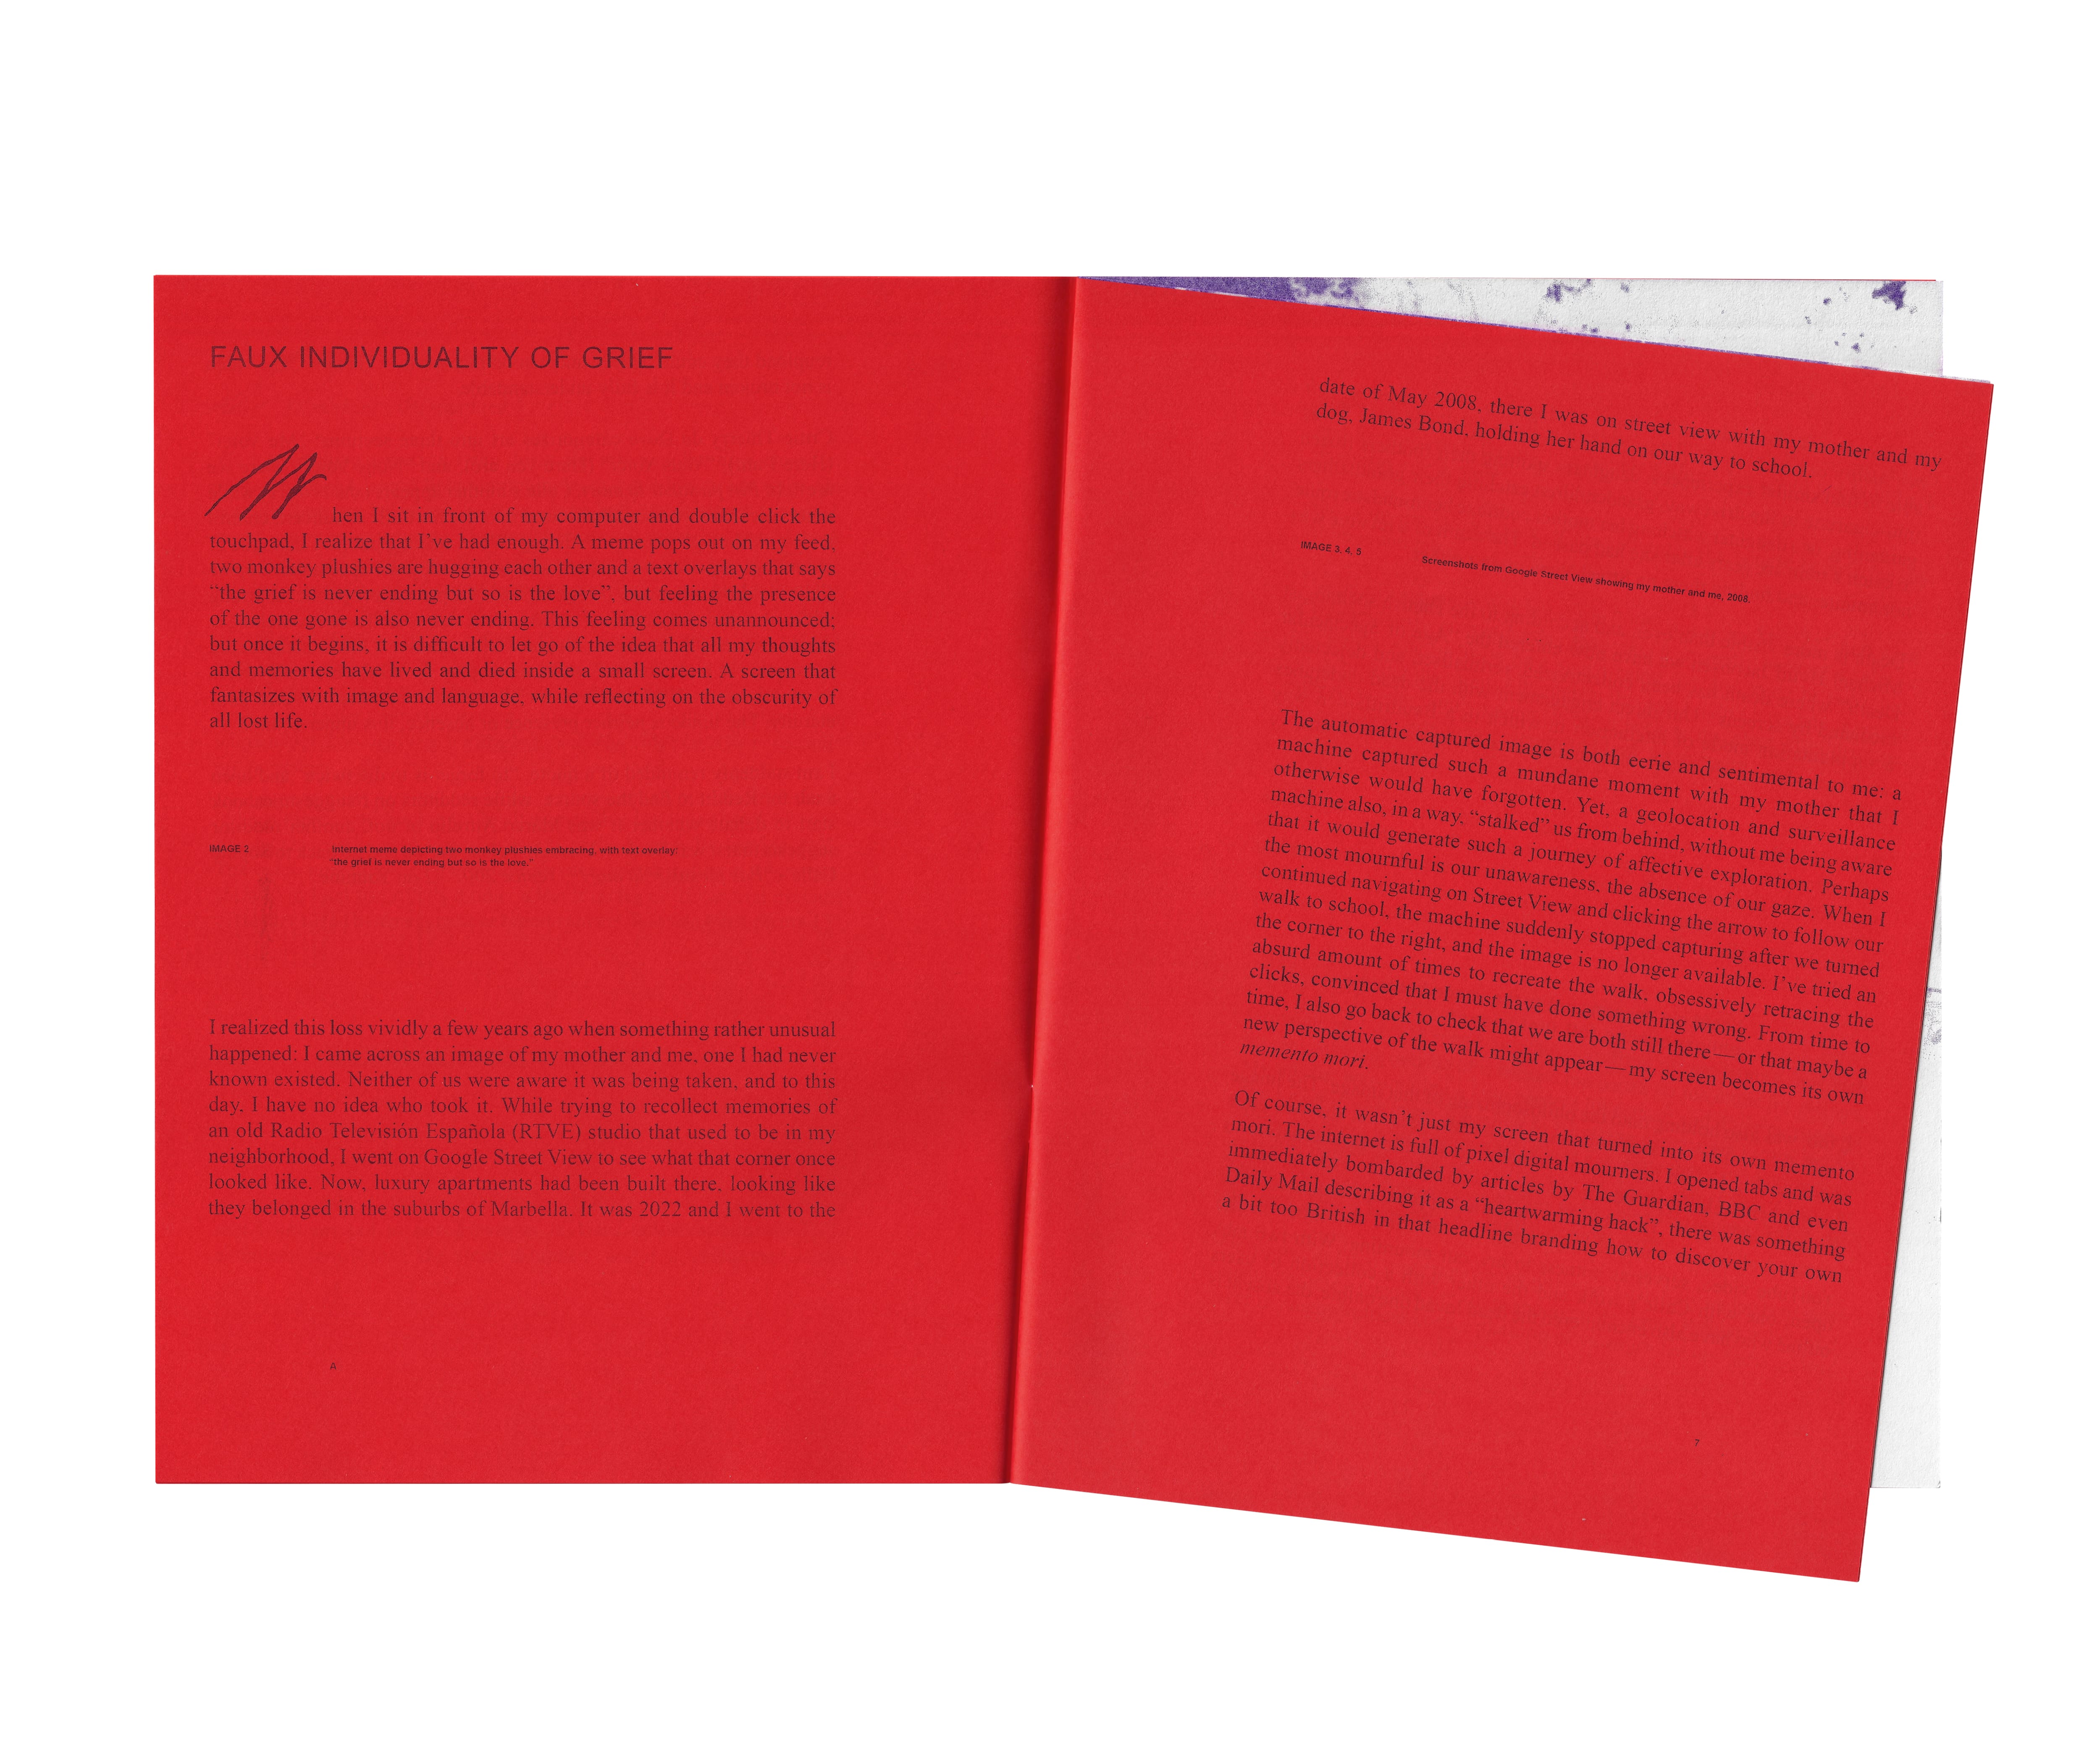 FAUX INDIVIDUALITY OF GRIEF
When I sit in front of my computer and double click the
touchpad, I realize that I've had enough. A meme pops out on my feed,
two monkey plushies are hugging each other and a text overlays that says
“the grief is never ending but so is the love”, but feeling the presence
of the one gone is also never ending. This feeling comes unannounced;
but once it begins, it is difficult to let go of the idea that all my thoughts
and memories have lived and died inside a small screen. A screen that
fantasizes with image and language, while reflecting on the obscurity of
all lost life.
IMAGE 2 Internet meme depicting two monkey plushies embracing, with text overlay:
“the grief is never ending but so is the love.”
I realized this loss vividly a few years ago when something rather unusual
happened: I came across an image of my mother and me, one I had never
known existed. Neither of us were aware it was being taken, and to this
day, I have no idea who took it. While trying to recollect memories of
an old Radio Televisión Española (RTVE) studio that used to be in my
neighborhood, I went on Google Street View to see what that corner once
looked like. Now, luxury apartments had been built there, looking like
they belonged in the suburbs of Marbella. It was 2022 and I went to the
A
date of May 2008, there I was on street view with my mother and my
dog, James Bond, holding her hand on our way to school.
IMAGE 3, 4, 5 Screenshots from Google Street View showing my mother and me, 2008.
The automatic captured image is both eerie and sentimental to me: a
machine captured such a mundane moment with my mother that I
otherwise would have forgotten. Yet, a geolocation and surveillance
machine also, in a way, “stalked” us from behind, without me being aware
that it would generate such a journey of affective exploration. Perhaps
the most mournful is our unawareness, the absence of our gaze. When I
continued navigating on Street View and clicking the arrow to follow our
walk to school, the machine suddenly stopped capturing after we turned
the corner to the right, and the image is no longer available. I've tried an
absurd amount of times to recreate the walk, obsessively retracing the
clicks, convinced that I must have done something wrong. From time to
time, I also go back to check that we are both still there—or that maybe a
new perspective of the walk might appear—my screen becomes its own
memento mori.
Of course, it wasn't just my screen that turned into its own memento
mori. The internet is full of pixel digital mourners. I opened tabs and was
immediately bombarded by articles by The Guardian, BBC and even
Daily Mail describing it as a “heartwarming hack”, there was something
a bit too British in that headline branding how to discover your own
7